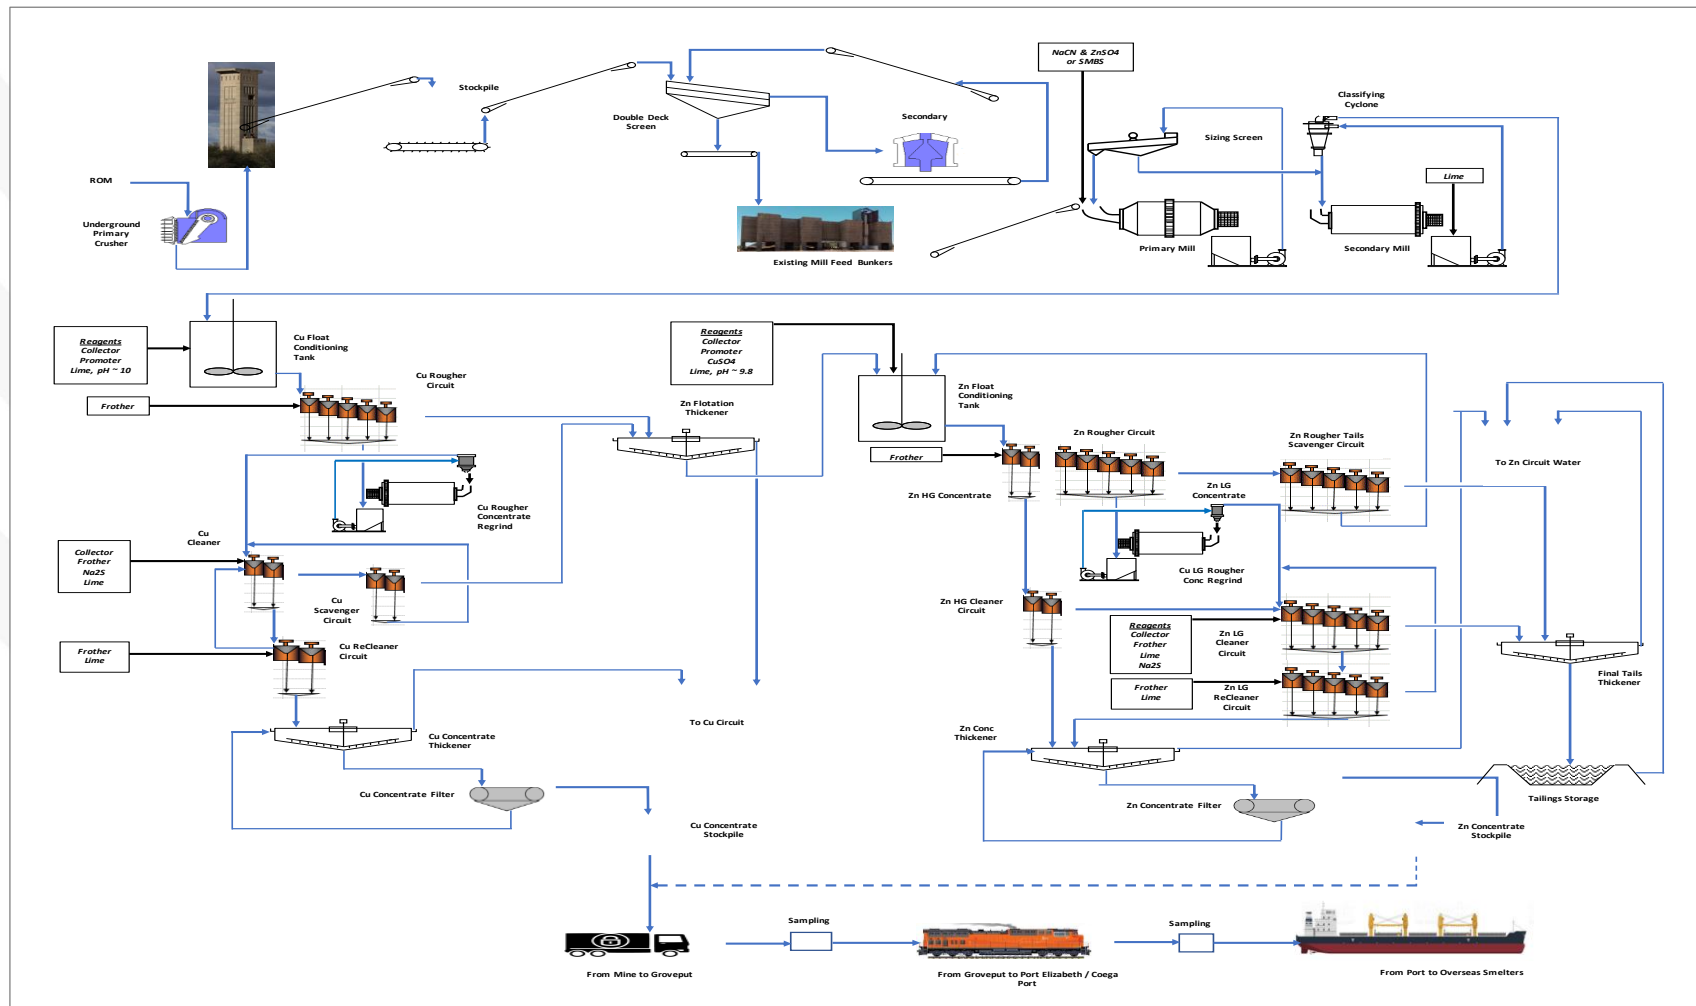 NaCN & ZnSO4
or SMBS
Classifying
Cyclone
Stockpile
Double Deck
Screen
Secondary
Sizing Screen
ROM
Lime
Underground
Primary
Crusher
Primary Mill
Secondary Mill
Existing Mill Feed Bunkers
Reagents
Collector
Promoter
Lime, pH ~ 10
Cu Float
Conditioning
Tank
Cu Rougher
Circuit
Frother
Reagents
Collector
Promoter
CuSO4
Lime, pH ~ 9.8
Zn Flotation
Thickener
Zn Float
Conditioning
Tank
Frother
Zn Rougher Circuit
Zn Rougher Tails
Scavenger Circuit
To Zn Circuit Water
Zn HG Concentrate
Zn LG
Concentrate
Cu Rougher
Concentrate
Regrind
Cu
Cleaner
Collector
Frother
Na2S
Lime
Cu LG Rougher
Conc Regrind
Cu
Scavenger
Circuit
Zn HG Cleaner
Circuit
Reagents
Collector
Frother
Lime
Na2S
Zn LG
Cleaner
Circuit
Frother
Lime
Cu ReCleaner
Circuit
Frother
Lime
Zn LG
ReCleaner
Circuit
Final Tails
Thickener
To Cu Circuit
Cu Concentrate
Thickener
Zn Conc
Thickener
Cu Concentrate Filter
Zn Concentrate Filter
Tailings Storage
Cu Concentrate
Stockpile
Zn Concentrate
Stockpile
Sampling
Sampling
From Mine to Groveput
From Groveput to Port Elizabeth / Coega
Port
From Port to Overseas Smelters